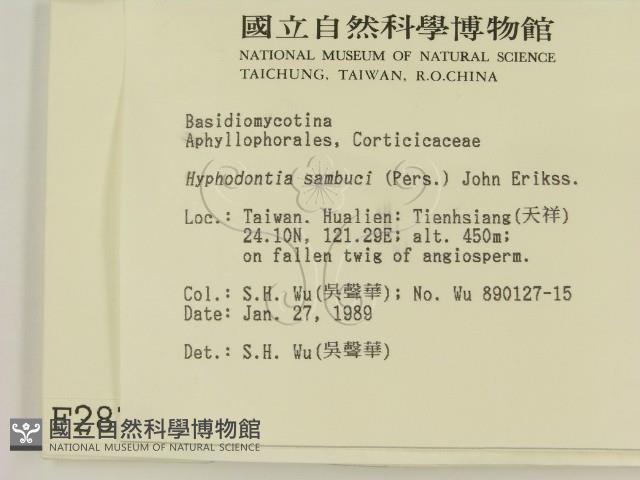 國立自然科學博物館
NATIONAL MUSEUM OF NATURAL SCIENCE
TAICHUNG, TAIWAN, R.O.CHINA
Basidiomycotina
Aphyllophorales, Corticicaceae
Hyphodontia sambuci (Pers.) John Erikss.
Loc.: Taiwan. Hualien: Tienhsiang(天祥)
24.10N, 121.29E; alt. 450m;
on fallen twig of angiosperm.
Col.: S.H. Wu(吳聲華); No. Wu 890127-15
Date: Jan. 27, 1989
Det.: S.H. Wu(吳聲華)
國立自然科學博物館
NATIONAL MUSEUM OF NATURAL SCIENCE